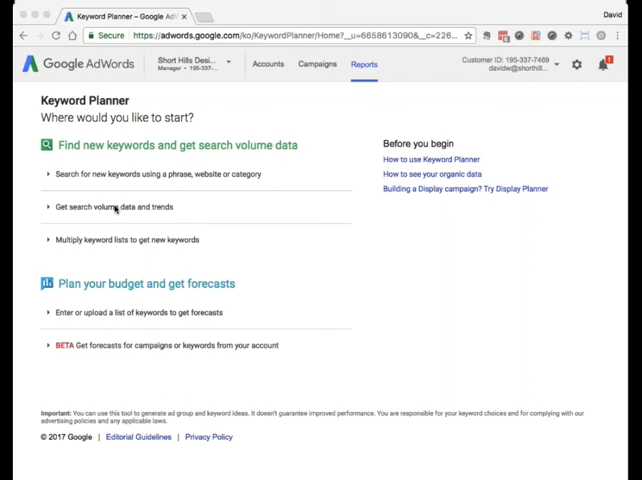 Keyword Planner – Google AdW
David
Secure https://adwords.google.com/ko/KeywordPlanner/Home?__u=6658613090&__c=226...
Google AdWords
Short Hills Desi...
Manager • 195-337-...
Accounts
Campaigns
Reports
Customer ID: 195-337-7469
davidw@shorthill...
1
Keyword Planner
Where would you like to start?
Find new keywords and get search volume data
Search for new keywords using a phrase, website or category
Get search volume data and trends
Multiply keyword lists to get new keywords
Plan your budget and get forecasts
Enter or upload a list of keywords to get forecasts
BETA Get forecasts for campaigns or keywords from your account
Before you begin
How to use Keyword Planner
How to see your organic data
Building a Display campaign? Try Display Planner
Important: You can use this tool to generate ad group and keyword ideas. It doesn't guarantee improved performance. You are responsible for your keyword choices and for complying with our
advertising policies and any applicable laws.
© 2017 Google | Editorial Guidelines | Privacy Policy